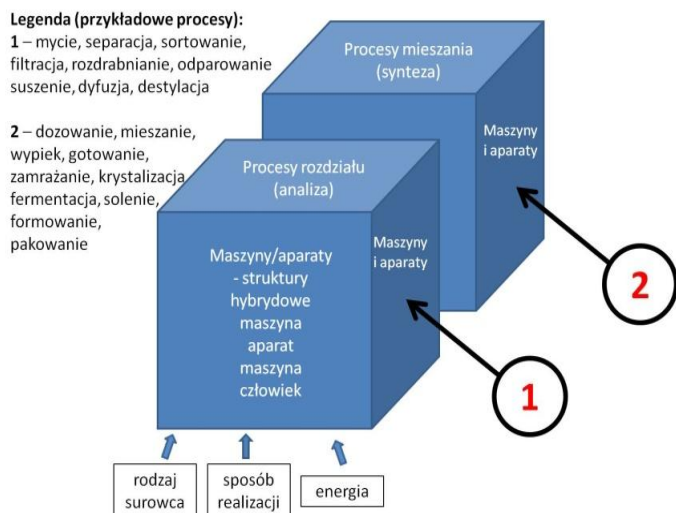 Legenda (przykładowe procesy):
1 – mycie, separacja, sortowanie,
filtracja, rozdrabnianie, odparowanie
suszenie, dyfuzja, destylacja
2 – dozowanie, mieszanie,
wypiek, gotowanie,
zamrażanie, krystalizacja
fermentacja, solenie,
formowanie,
pakowanie
Procesy mieszania
(synteza)
Maszyny
i aparaty
Procesy rozdziału
(analiza)
Maszyny
i aparaty
Maszyny/aparaty
- struktury
hybrydowe
maszyna
aparat
maszyna
człowiek
2
1
rodzaj
surowca
sposób
realizacji
energia